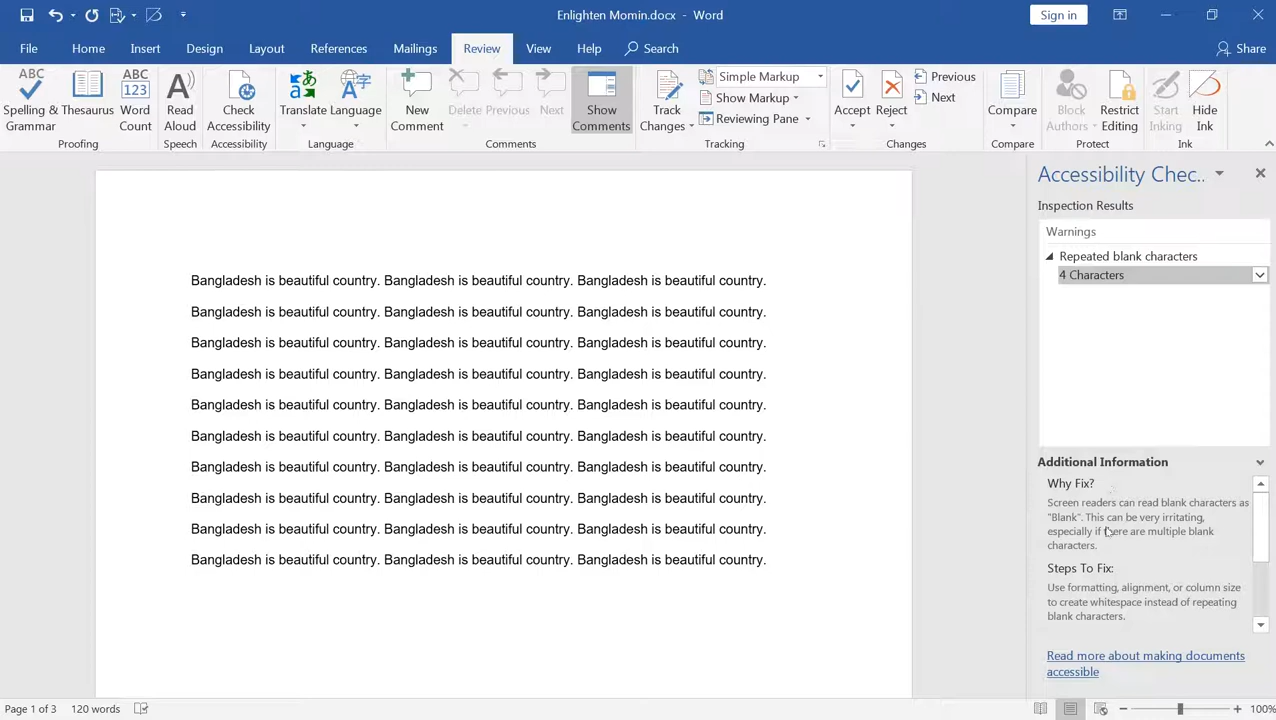 Enlighten Momin.docx - Word
Sign in
File Home Insert Design Layout References Mailings Review View Help Search Share
Spelling & Grammar
Thesaurus
Word Count
Read Aloud
Check Accessibility
Translate
Language
New Comment
Delete
Previous
Next
Show Comments
Track Changes
Simple Markup
Show Markup
Reviewing Pane
Accept
Reject
Previous
Next
Compare
Block Authors
Restrict Editing
Start Inking
Hide Ink
Proofing Speech Accessibility Language Comments Tracking Changes Compare Protect Ink
Bangladesh is beautiful country. Bangladesh is beautiful country. Bangladesh is beautiful country.
Bangladesh is beautiful country. Bangladesh is beautiful country. Bangladesh is beautiful country.
Bangladesh is beautiful country. Bangladesh is beautiful country. Bangladesh is beautiful country.
Bangladesh is beautiful country. Bangladesh is beautiful country. Bangladesh is beautiful country.
Bangladesh is beautiful country. Bangladesh is beautiful country. Bangladesh is beautiful country.
Bangladesh is beautiful country. Bangladesh is beautiful country. Bangladesh is beautiful country.
Bangladesh is beautiful country. Bangladesh is beautiful country. Bangladesh is beautiful country.
Bangladesh is beautiful country. Bangladesh is beautiful country. Bangladesh is beautiful country.
Bangladesh is beautiful country. Bangladesh is beautiful country. Bangladesh is beautiful country.
Bangladesh is beautiful country. Bangladesh is beautiful country. Bangladesh is beautiful country.
Accessibility Chec..
Inspection Results
Warnings
Repeated blank characters
4 Characters
Additional Information
Why Fix?
Screen readers can read blank characters as
"Blank". This can be very irritating,
especially if there are multiple blank
characters.
Steps To Fix:
Use formatting, alignment, or column size
to create whitespace instead of repeating
blank characters.
Read more about making documents
accessible
Page 1 of 3 120 words 100%